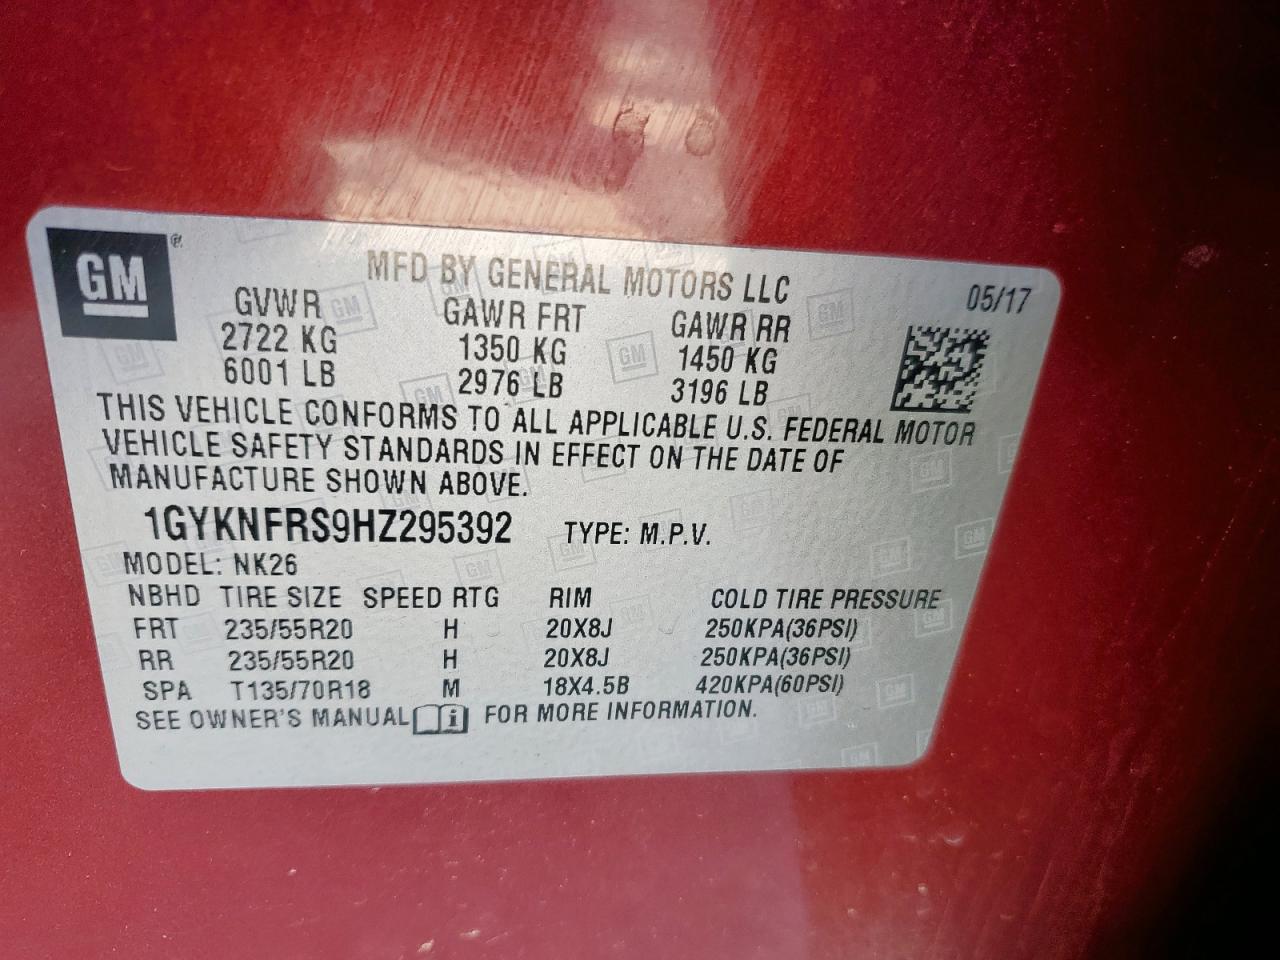 GM ®
MFD BY GENERAL MOTORS LLC
05/17
GVWR GAWR FRT GAWR RR
2722 KG 1350 KG 1450 KG
6001 LB 2976 LB 3196 LB
THIS VEHICLE CONFORMS TO ALL APPLICABLE U.S. FEDERAL MOTOR
VEHICLE SAFETY STANDARDS IN EFFECT ON THE DATE OF
MANUFACTURE SHOWN ABOVE.
1GYKNFRS9HZ295392 TYPE: M.P.V.
MODEL: NK26
NBHD TIRE SIZE SPEED RTG RIM COLD TIRE PRESSURE
FRT 235/55R20 H 20X8J 250KPA(36PSI)
RR 235/55R20 H 20X8J 250KPA(36PSI)
SPA T135/70R18 M 18X4.5B 420KPA(60PSI)
SEE OWNER'S MANUAL i FOR MORE INFORMATION.